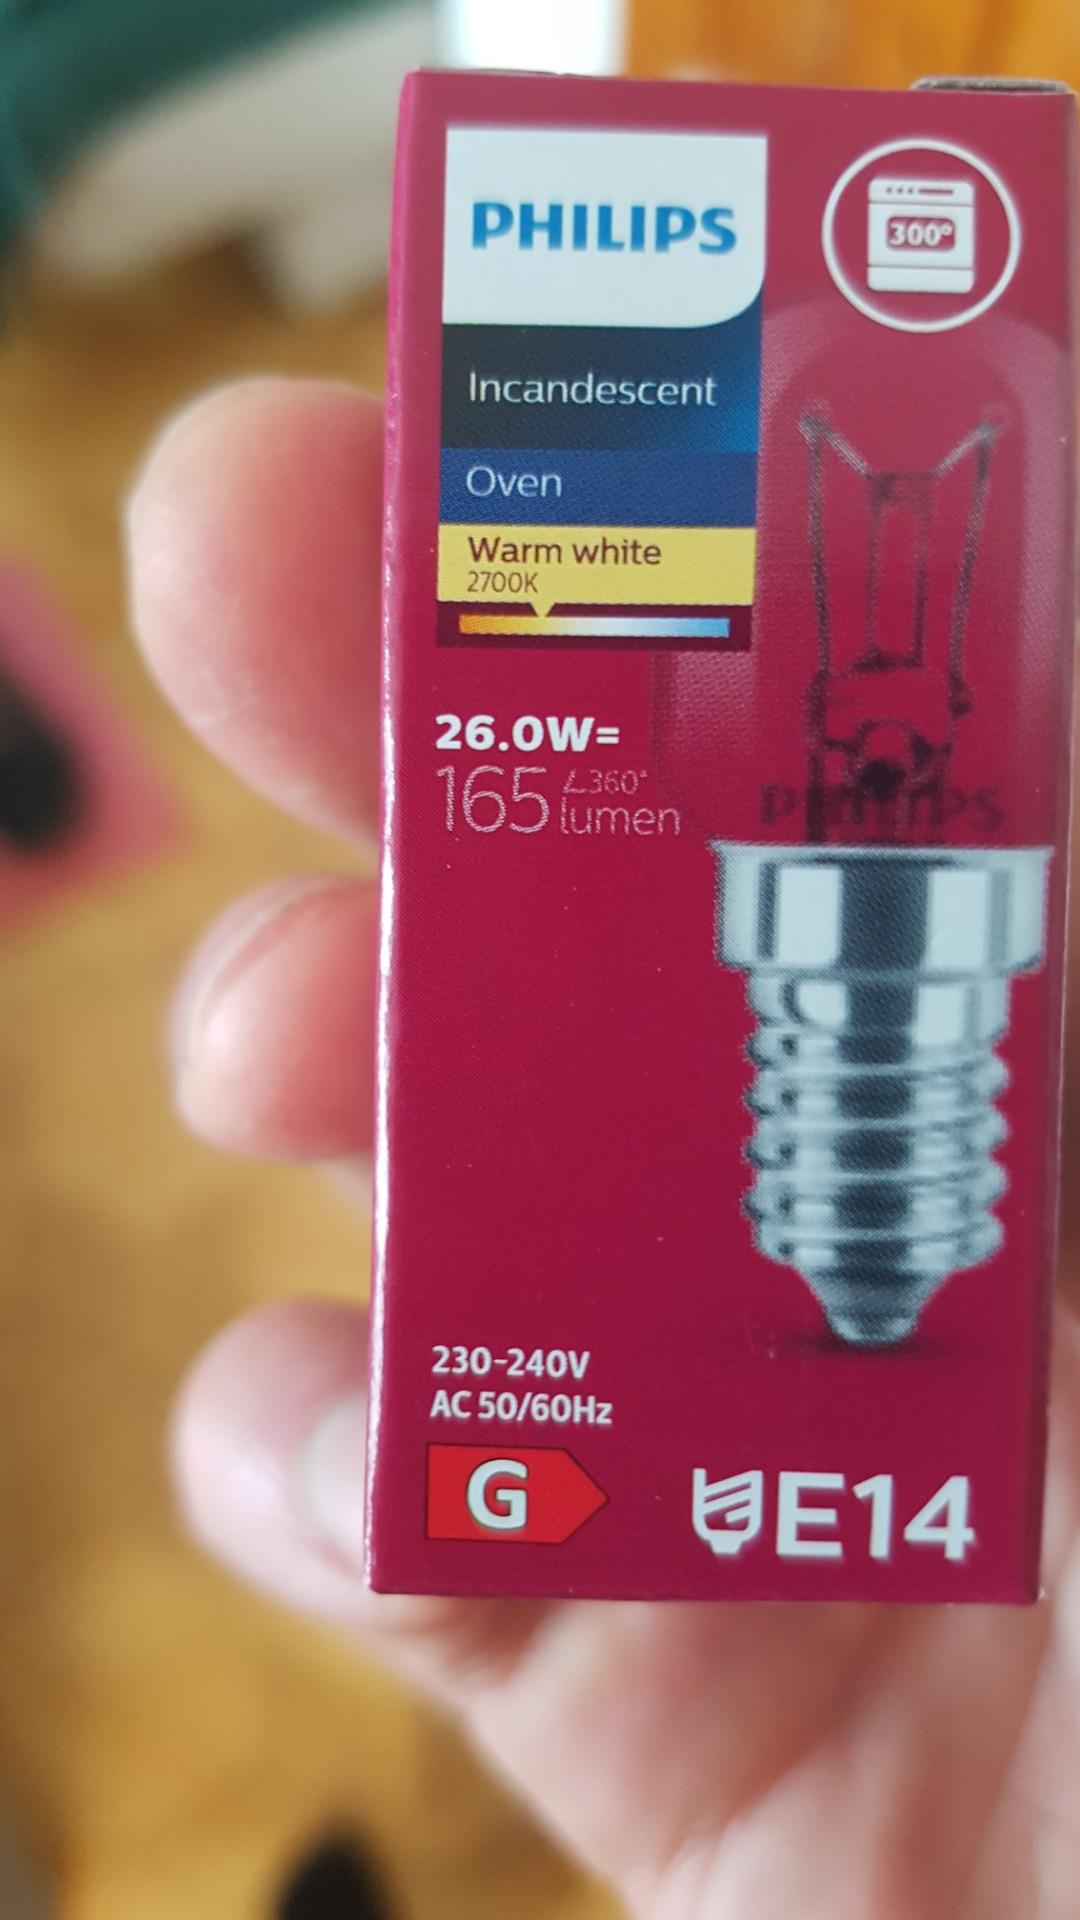 PHILIPS
300°
Incandescent
Oven
Warm white
2700K
26.0W=
165 ∠360° lumen
PHILIPS
230-240V
AC 50/60Hz
G
E14